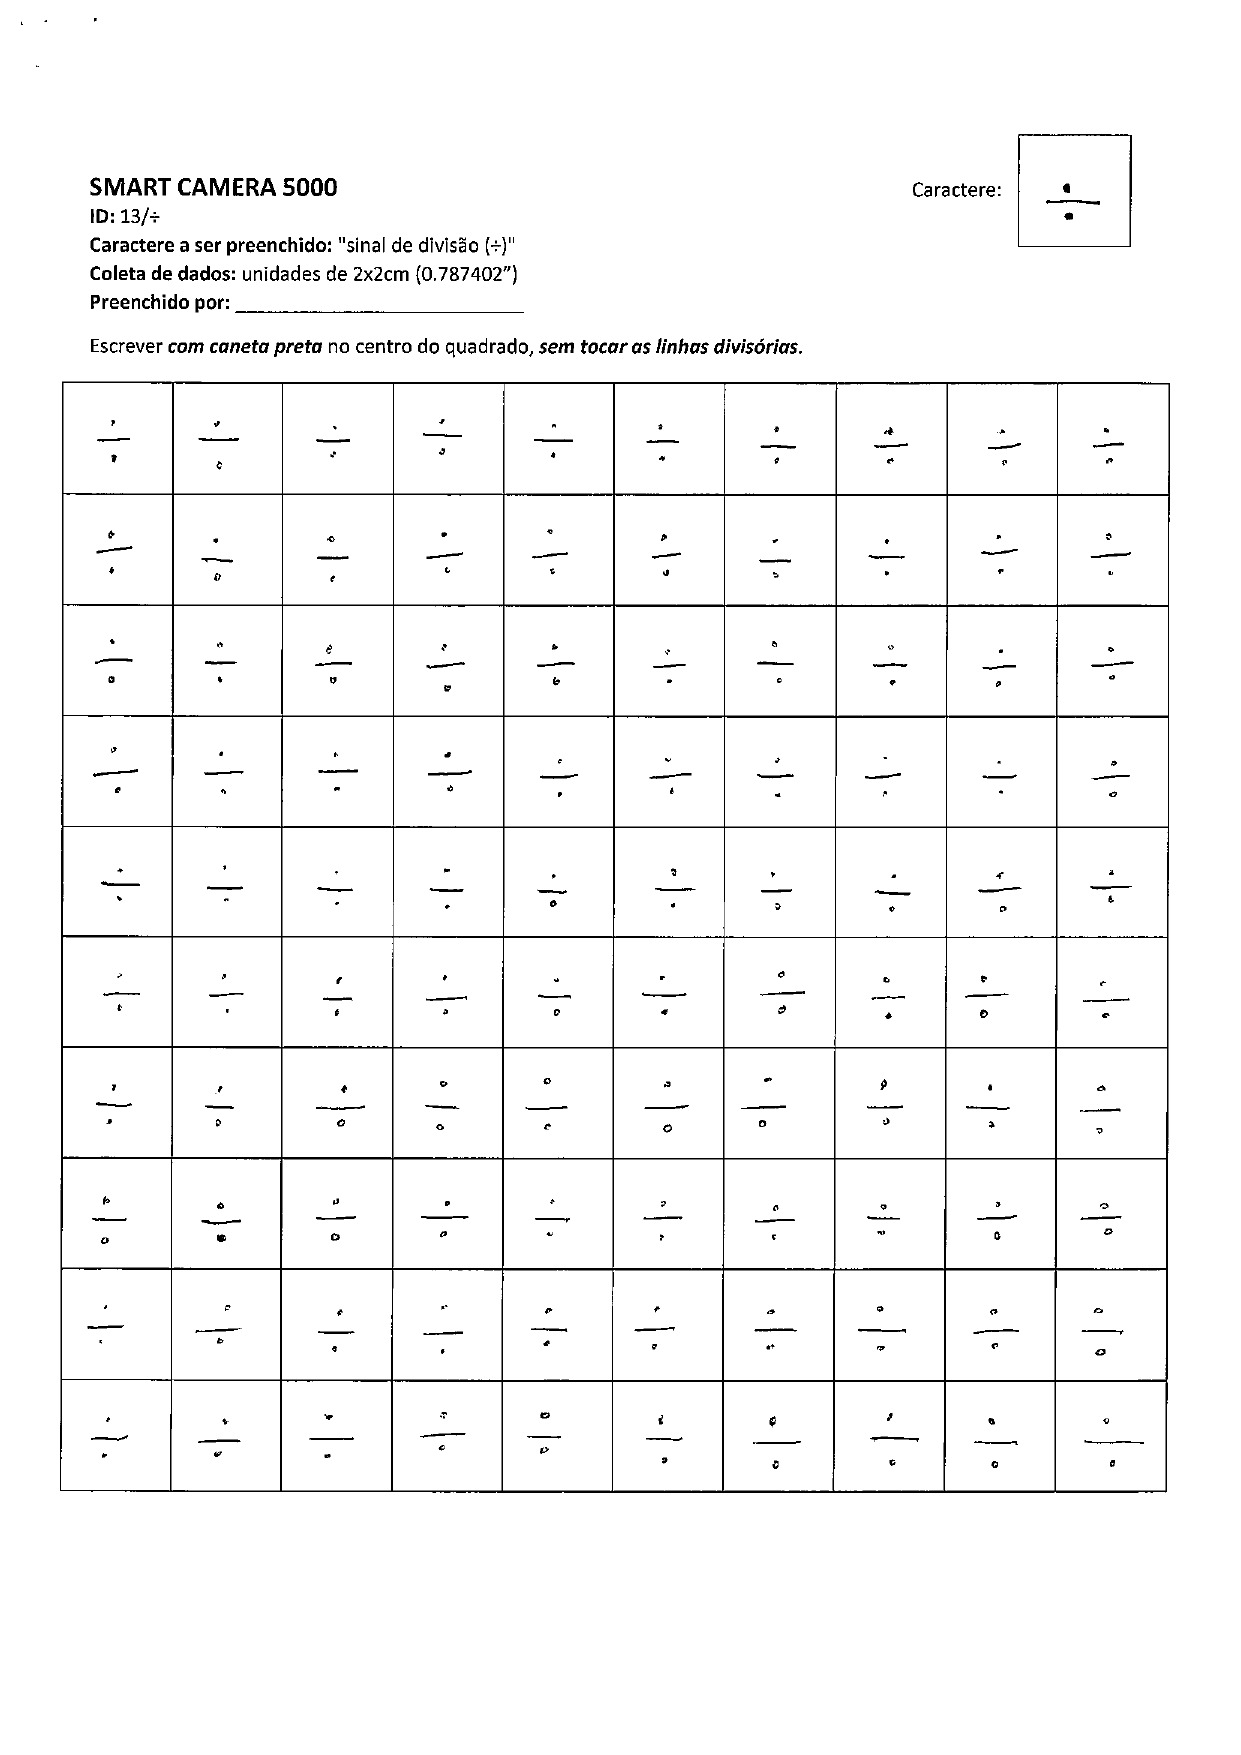 SMART CAMERA 5000
Caractere: ÷
ID: 13/÷
Caractere a ser preenchido: "sinal de divisão (÷)"
Coleta de dados: unidades de 2x2cm (0.787402”)
Preenchido por: ________________________
Escrever com caneta preta no centro do quadrado, sem tocar as linhas divisórias.
÷ ÷ ÷ ÷ ÷ ÷ ÷ ÷ ÷ ÷
÷ ÷ ÷ ÷ ÷ ÷ ÷ ÷ ÷ ÷
÷ ÷ ÷ ÷ ÷ ÷ ÷ ÷ ÷ ÷
÷ ÷ ÷ ÷ ÷ ÷ ÷ ÷ ÷ ÷
÷ ÷ ÷ ÷ ÷ ÷ ÷ ÷ ÷ ÷
÷ ÷ ÷ ÷ ÷ ÷ ÷ ÷ ÷ ÷
÷ ÷ ÷ ÷ ÷ ÷ ÷ ÷ ÷ ÷
÷ ÷ ÷ ÷ ÷ ÷ ÷ ÷ ÷ ÷
÷ ÷ ÷ ÷ ÷ ÷ ÷ ÷ ÷ ÷
÷ ÷ ÷ ÷ ÷ ÷ ÷ ÷ ÷ ÷